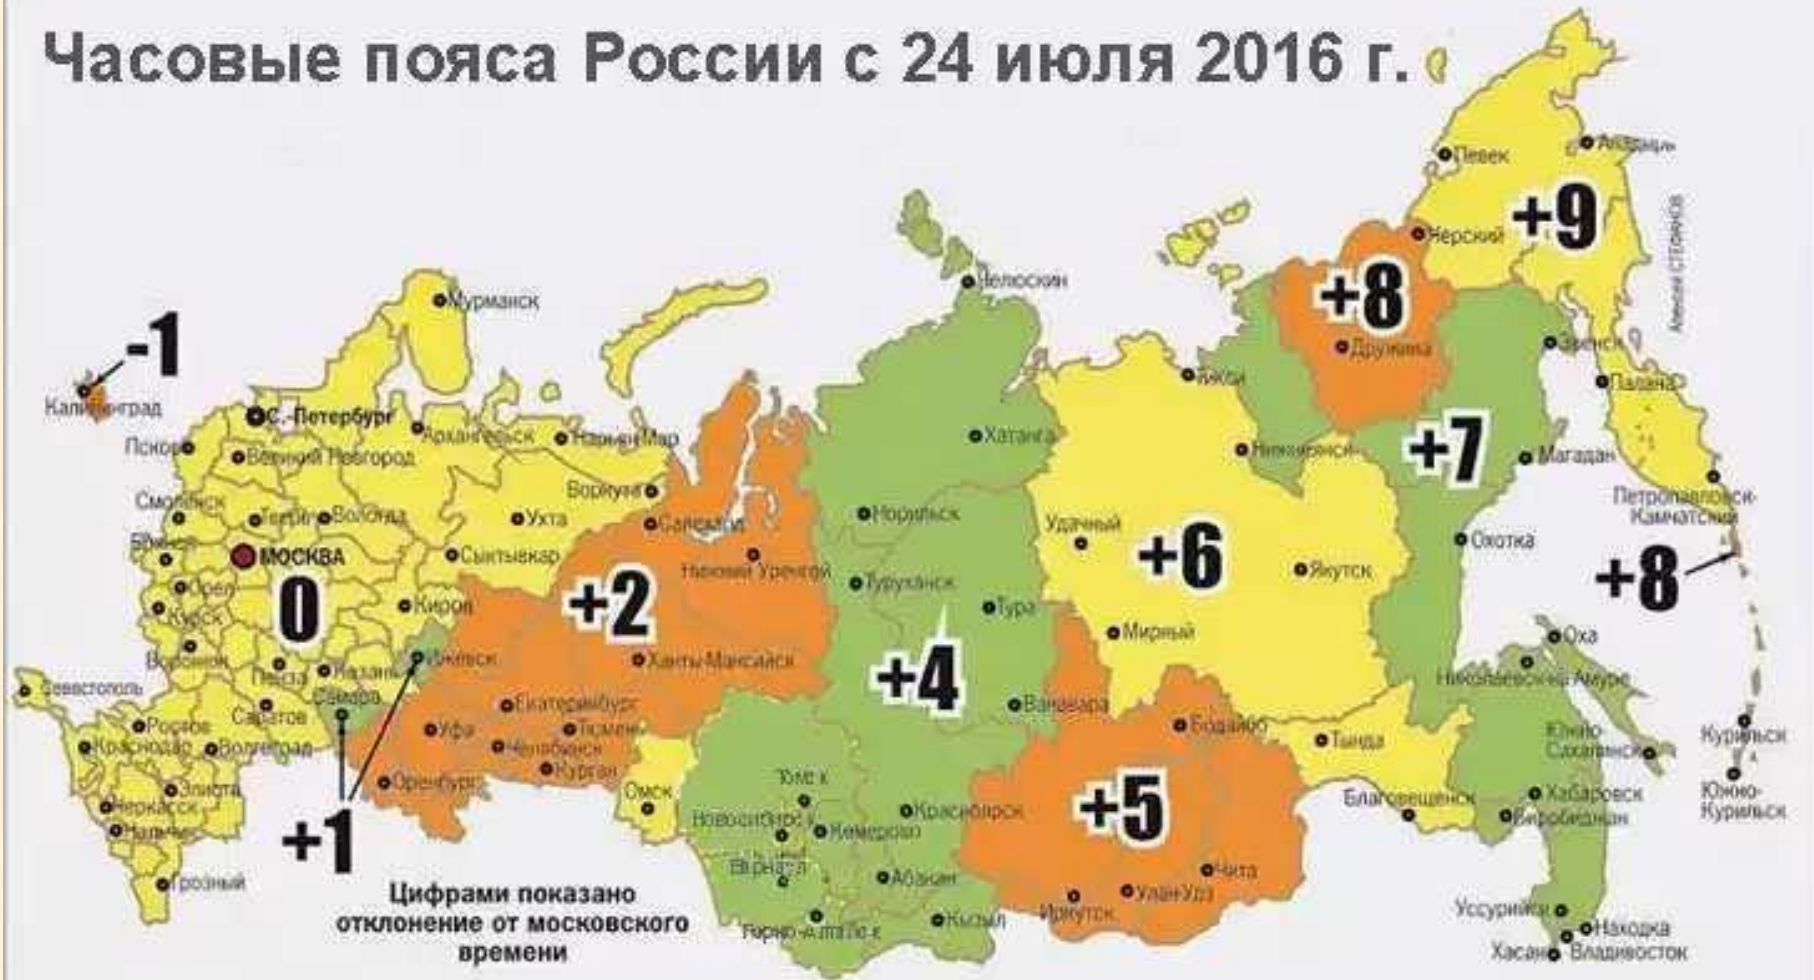 Часовые пояса России с 24 июля 2016 г.
Певек
Анадырь
+9
Черский
Алексей СТЕФАНОВ
Челюскин
+8
Мурманск
-1
Дружина
Калининград
С.-Петербург
Тикси
Палана
Архангельск
Нарьян-Мар
Хатанга
Псков
Великий Новгород
+7
Магадан
Воркута
Смоленск
Тверь
Вологда
Ухта
Салехард
Норильск
Удачный
Петропавловск-
Камчатский
МОСКВА
Сыктывкар
Нижний Уренгой
+6
Якутск
Охотка
Орел
Туруханск
+8
Курск
0
Киров
+2
Тура
Мирный
Оха
Воронеж
Пенза
Казань
Ижевск
Ханты-Мансийск
+4
Николаевск-на-Амуре
Севастополь
Самара
Саратов
Екатеринбург
Ванавара
Бодайбо
Ростов
Уфа
Тюмень
Краснодар
Волгоград
Челябинск
Тында
Южно-
Сахалинск
Курильск
Курган
Оренбург
Элиста
Омск
Томск
+5
Благовещенск
Хабаровск
Южно-
Курильск
Черкасск
Новосибирск
Кемерово
Красноярск
Биробиджан
Нальчик
+1
Барнаул
Абакан
Чита
Грозный
Улан-Удэ
Иркутск
Цифрами показано
отклонение от московского
времени
Горно-Алтайск
Кызыл
Уссурийск
Находка
Хасан
Владивосток